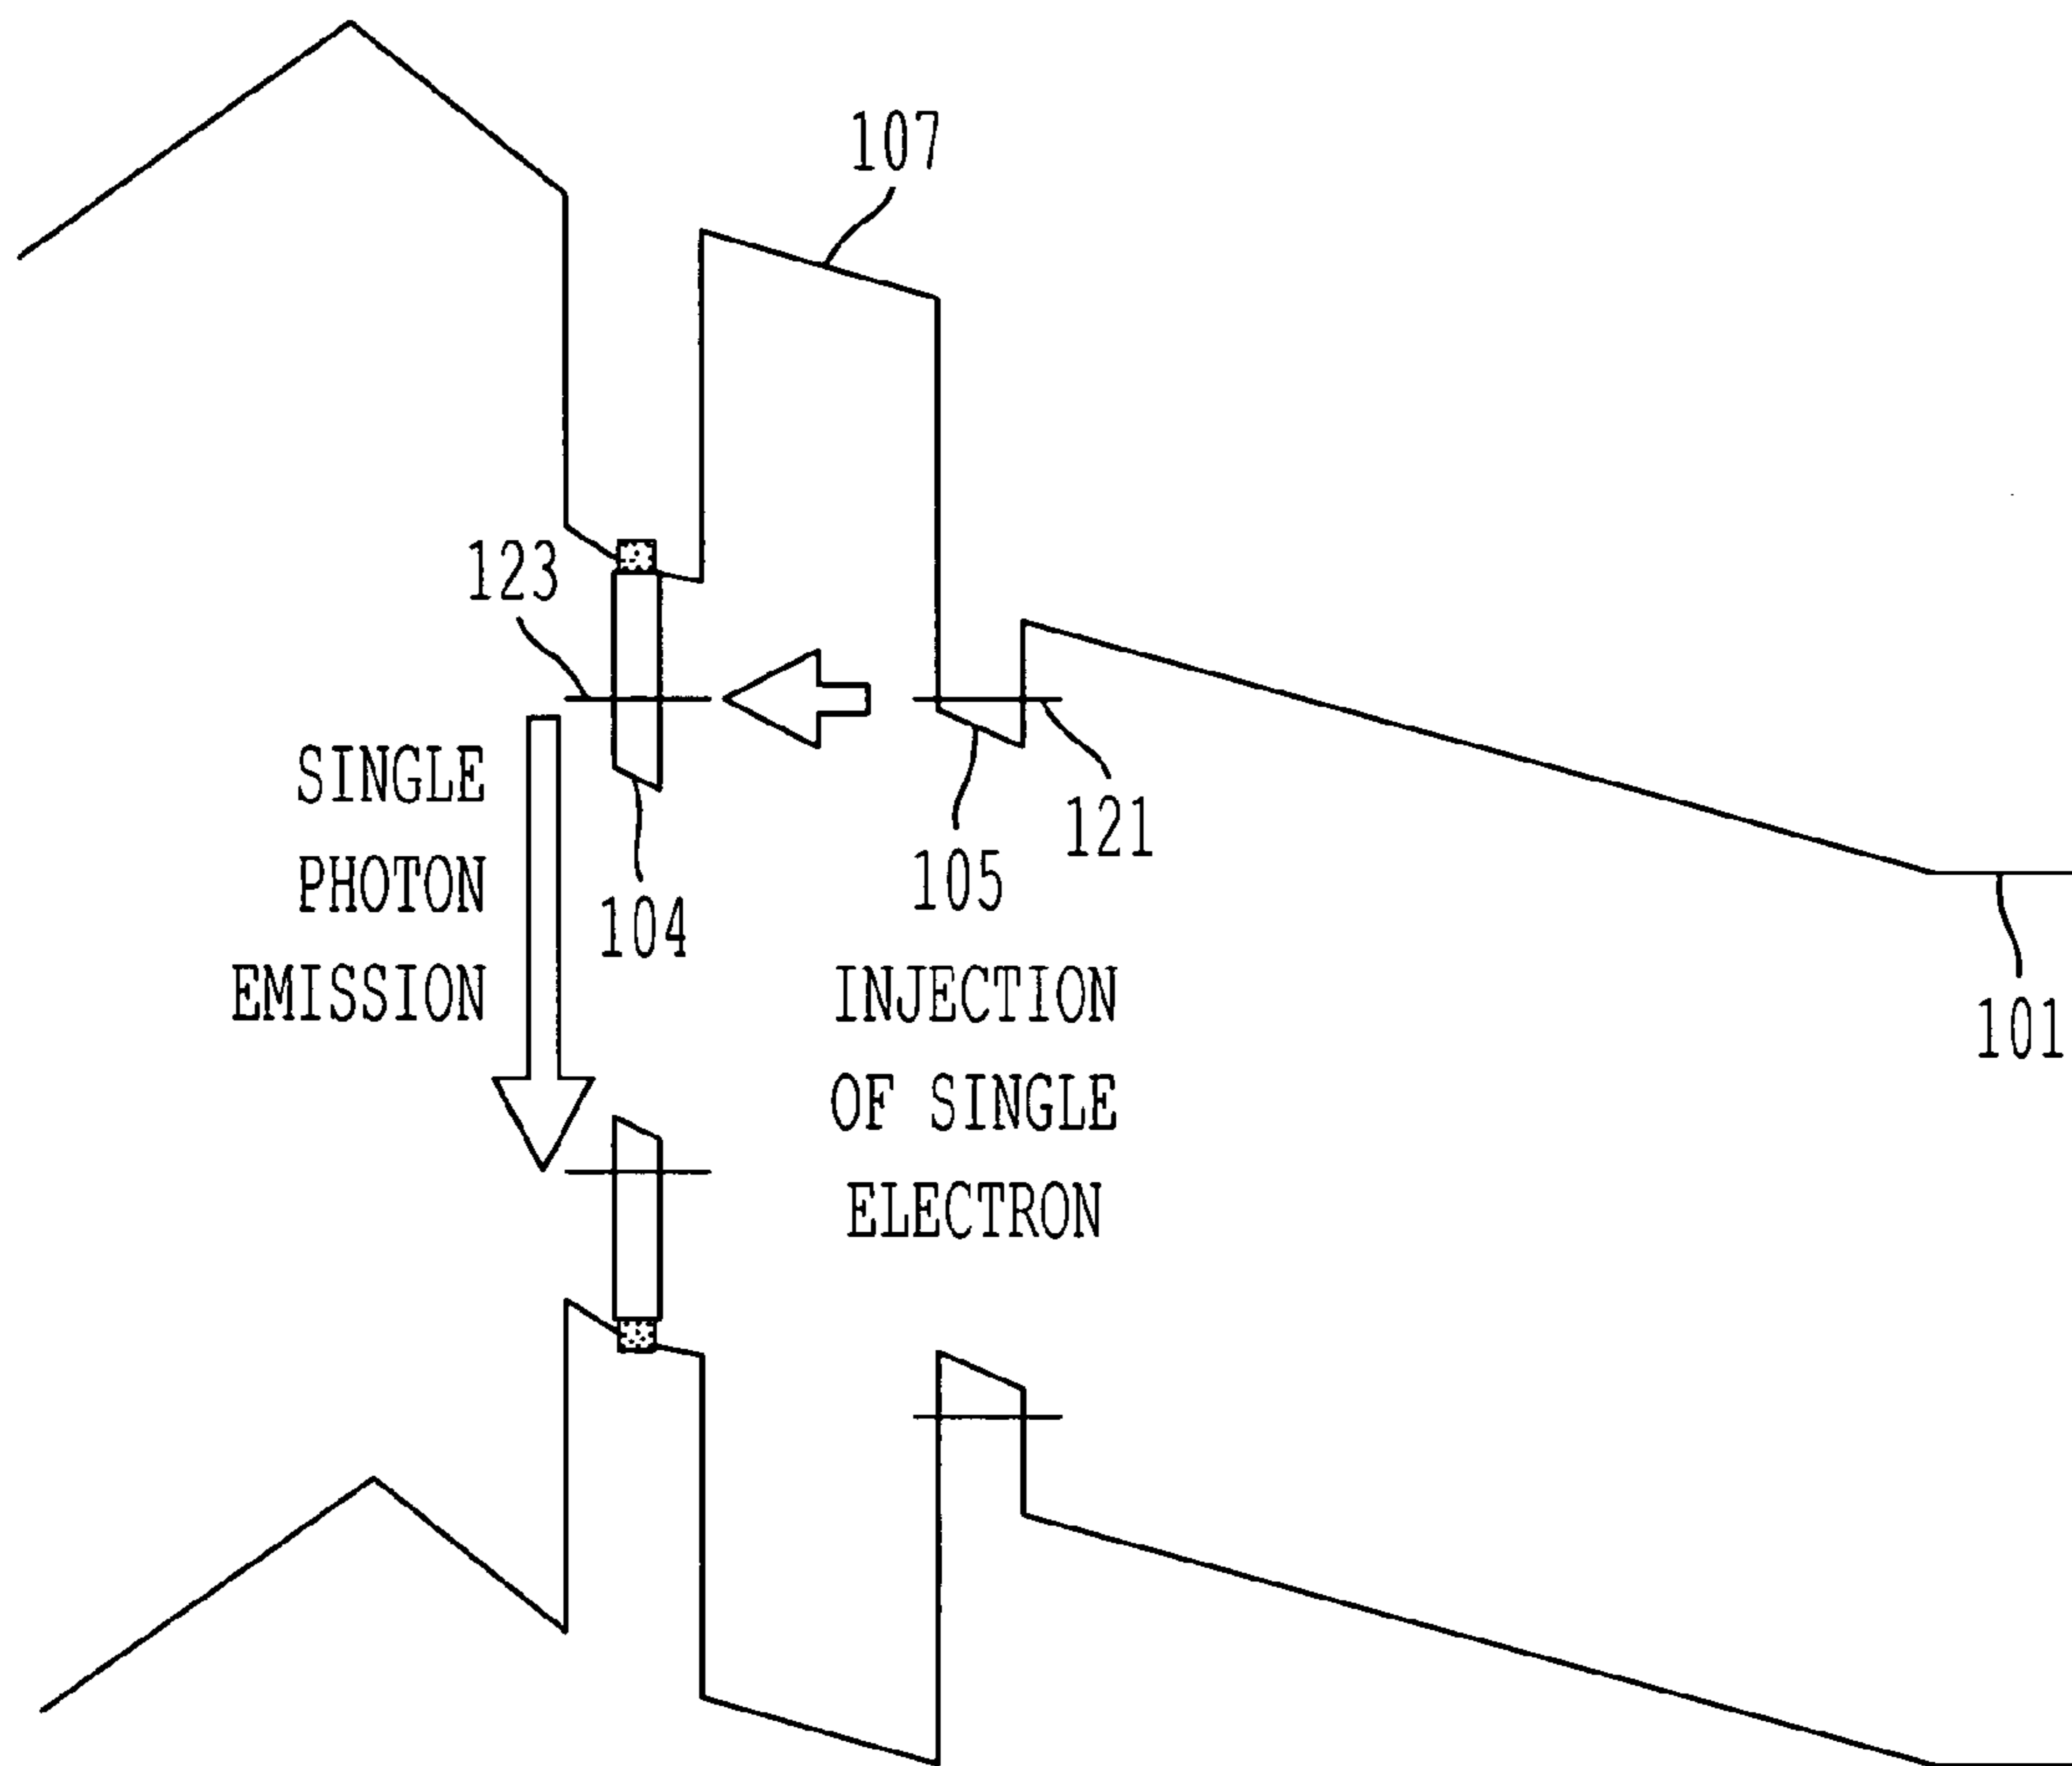 107
123
SINGLE
PHOTON
EMISSION
104
105
121
101
INJECTION
OF SINGLE
ELECTRON